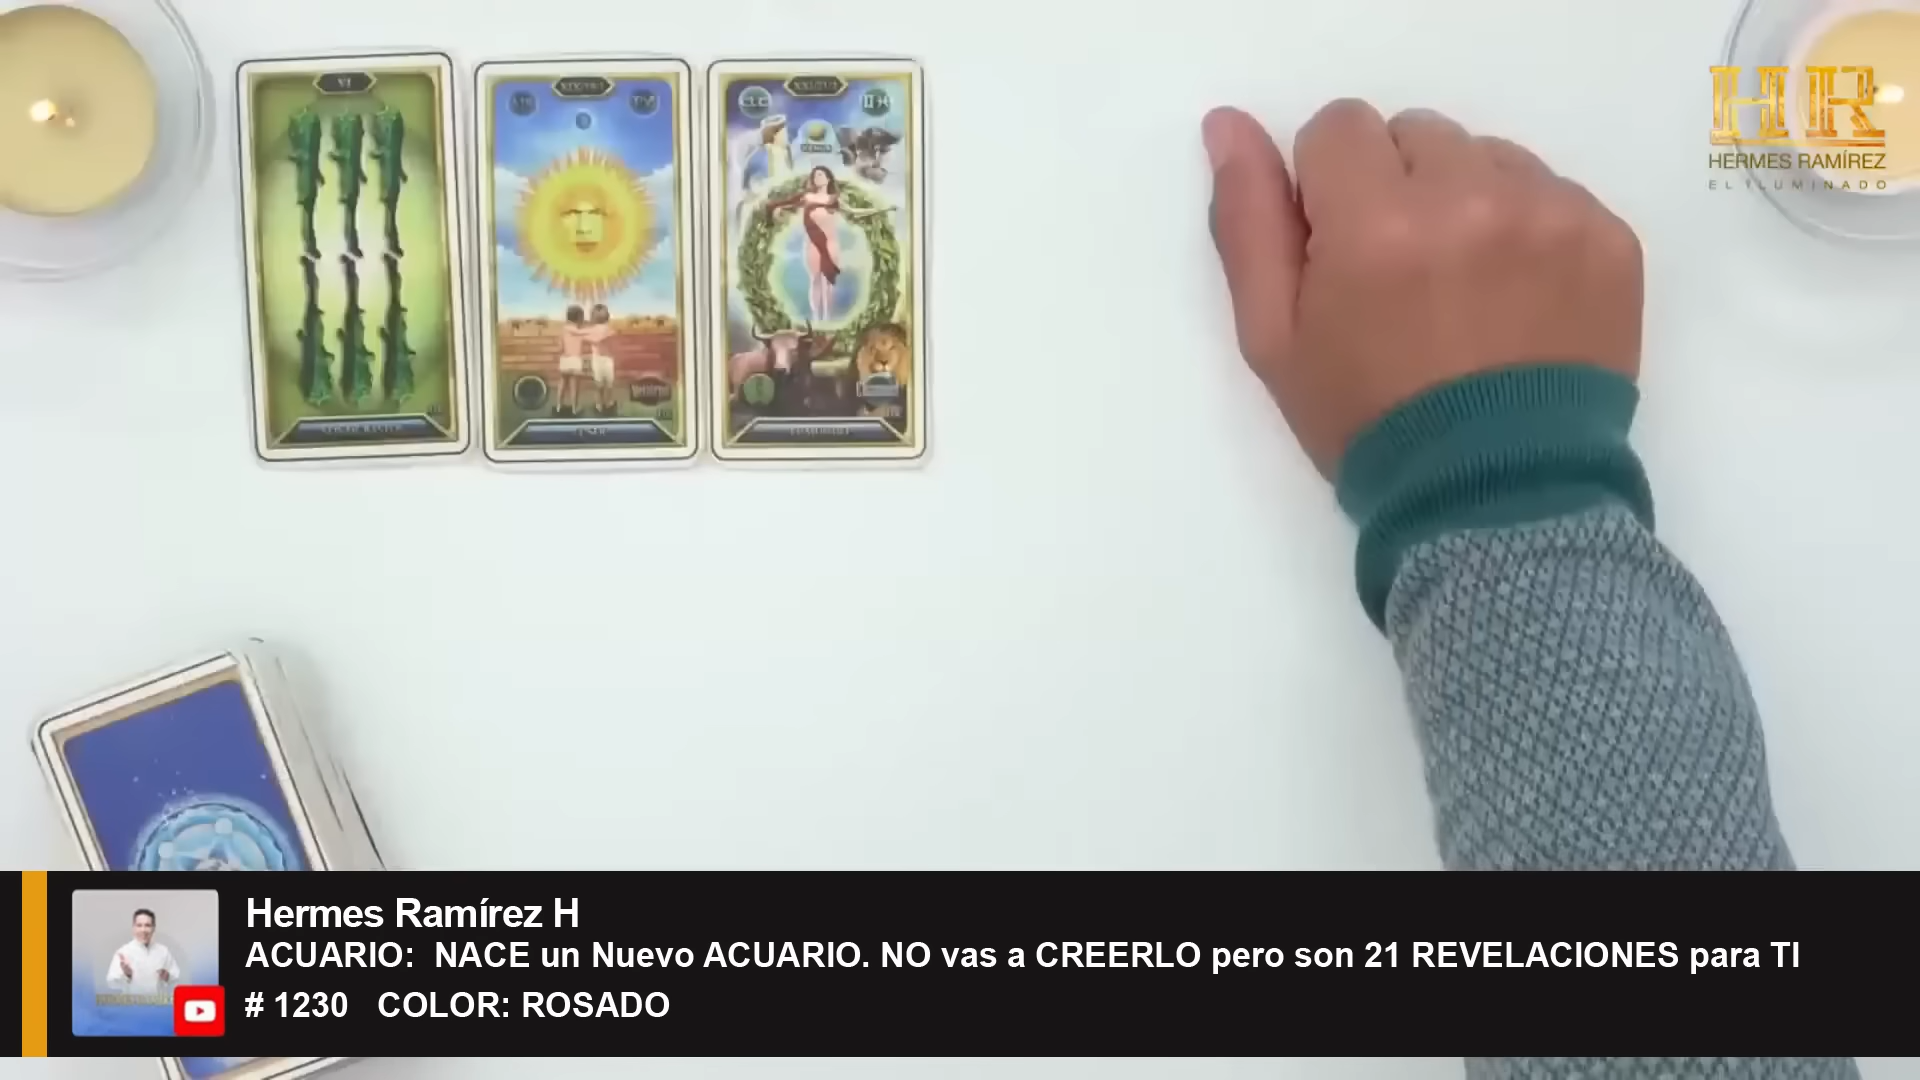 VI
HR
HERMES RAMÍREZ
EL ILUMINADO
Hermes Ramírez H
ACUARIO: NACE un Nuevo ACUARIO. NO vas a CREERLO pero son 21 REVELACIONES para TI
# 1230 COLOR: ROSADO